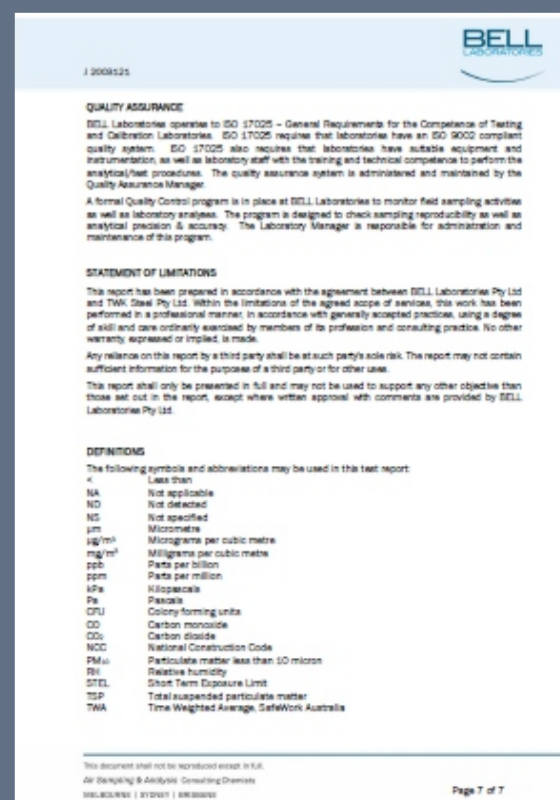 BELL
LABORATORIES
J 2009121
QUALITY ASSURANCE
BELL Laboratories operates to ISO 17025 – General Requirements for the Competence of Testing
and Calibration Laboratories. ISO 17025 requires that laboratories have an ISO 9002 compliant
quality system. ISO 17025 also requires that laboratories have suitable equipment and
instrumentation, as well as laboratory staff with the training and technical competence to perform the
analytical/test procedures. The quality assurance system is administered and maintained by the
Quality Assurance Manager.
A formal Quality Control program is in place at BELL Laboratories to monitor field sampling activities
as well as laboratory analyses. The program is designed to check sampling reproducibility as well as
analytical precision & accuracy. The Laboratory Manager is responsible for administration and
maintenance of this program.
STATEMENT OF LIMITATIONS
This report has been prepared in accordance with the agreement between BELL Laboratories Pty Ltd
and TWK Steel Pty Ltd. Within the limitations of the agreed scope of services, this work has been
performed in a professional manner, in accordance with generally accepted practices, using a degree
of skill and care ordinarily exercised by members of its profession and consulting practice. No other
warranty, expressed or implied, is made.
Any reliance on this report by a third party shall be at such party's sole risk. The report may not contain
sufficient information for the purposes of a third party or for other uses.
This report shall only be presented in full and may not be used to support any other objective than
those set out in the report, except where written approval with comments are provided by BELL
Laboratories Pty Ltd.
DEFINITIONS
The following symbols and abbreviations may be used in this test report:
< Less than
NA Not applicable
ND Not detected
NS Not specified
µm Micrometre
µg/m³ Micrograms per cubic metre
mg/m³ Milligrams per cubic metre
ppb Parts per billion
ppm Parts per million
kPa Kilopascals
Pa Pascals
CFU Colony forming units
CO Carbon monoxide
CO₂ Carbon dioxide
NCC National Construction Code
PM₁₀ Particulate matter less than 10 micron
RH Relative humidity
STEL Short Term Exposure Limit
TSP Total suspended particulate matter
TWA Time Weighted Average, SafeWork Australia
This document shall not be reproduced except in full.
Air Sampling & Analysis Consulting Chemists
MELBOURNE | SYDNEY | BRISBANE
Page 7 of 7